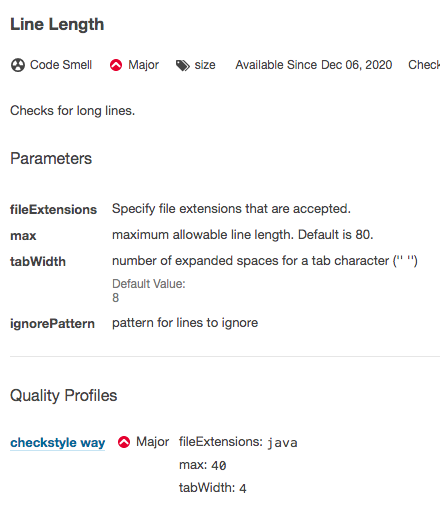 Line Length
Code Smell Major size Available Since Dec 06, 2020 Check
Checks for long lines.
Parameters
fileExtensions Specify file extensions that are accepted.
max maximum allowable line length. Default is 80.
tabWidth number of expanded spaces for a tab character ('' '')
Default Value:
8
ignorePattern pattern for lines to ignore
Quality Profiles
checkstyle way Major fileExtensions: java
max: 40
tabWidth: 4